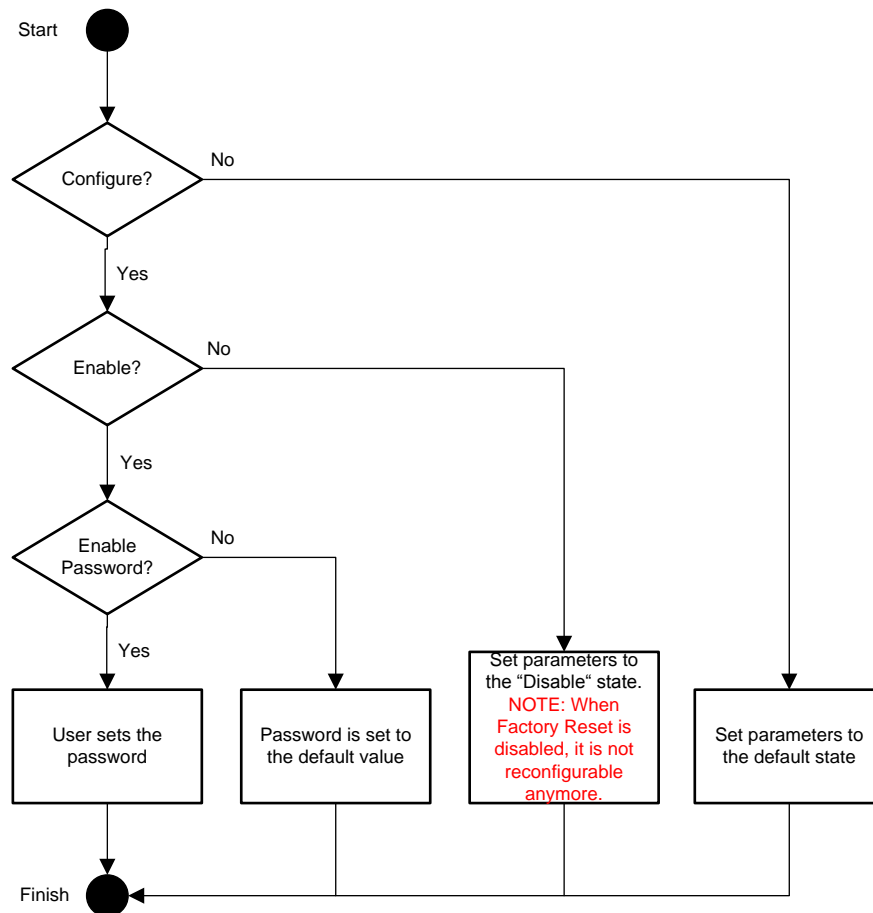 Start
No
Configure?
Yes
No
Enable?
Yes
No
Enable
Password?
Yes
User sets the
password
Password is set to
the default value
Set parameters to
the “Disable“ state.
NOTE: When
Factory Reset is
disabled, it is not
reconfigurable
anymore.
Set parameters to
the default state
Finish